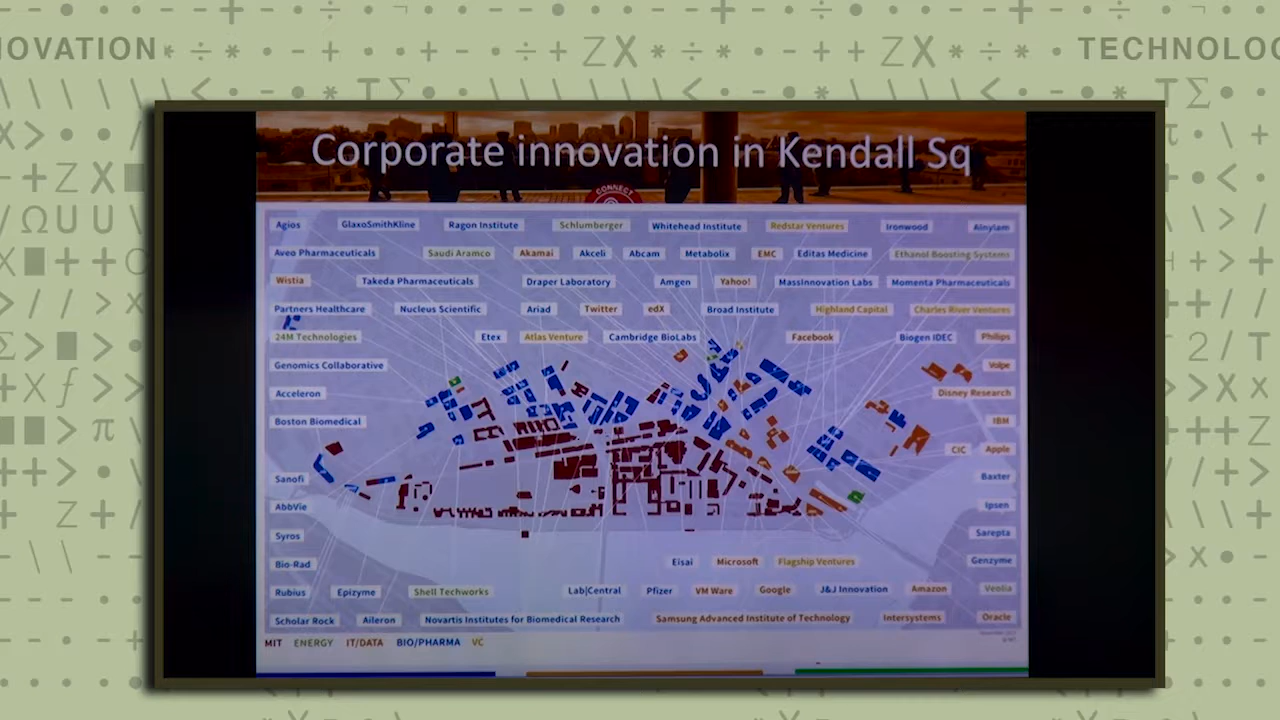 NOVATION
TECHNOLOG
Corporate innovation in Kendall Sq
CONNECT
Agios GlaxoSmithKline Ragon Institute Schlumberger Whitehead Institute Redstar Ventures Ironwood Alnylam
Aveo Pharmaceuticals Saudi Aramco Akamai Akceli Abcam Metabolix EMC Editas Medicine Ethanol Boosting Systems
Wistia Takeda Pharmaceuticals Draper Laboratory Amgen Yahoo! MassInnovation Labs Momenta Pharmaceuticals
Partners Healthcare Nucleus Scientific Ariad Twitter edX Broad Institute Highland Capital Charles River Ventures
24M Technologies Etex Atlas Venture Cambridge BioLabs Facebook Biogen IDEC Philips
Genomics Collaborative Volpe
Acceleron Disney Research
Boston Biomedical IBM
CIC Apple
Sanofi Baxter
AbbVie Ipsen
Syros Sarepta
Bio-Rad Eisai Microsoft Flagship Ventures Genzyme
Rubius Epizyme Shell Techworks Lab|Central Pfizer VM Ware Google J&J Innovation Amazon Veolia
Scholar Rock Aileron Novartis Institutes for Biomedical Research Samsung Advanced Institute of Technology Intersystems Oracle
MIT ENERGY IT/DATA BIO/PHARMA VC